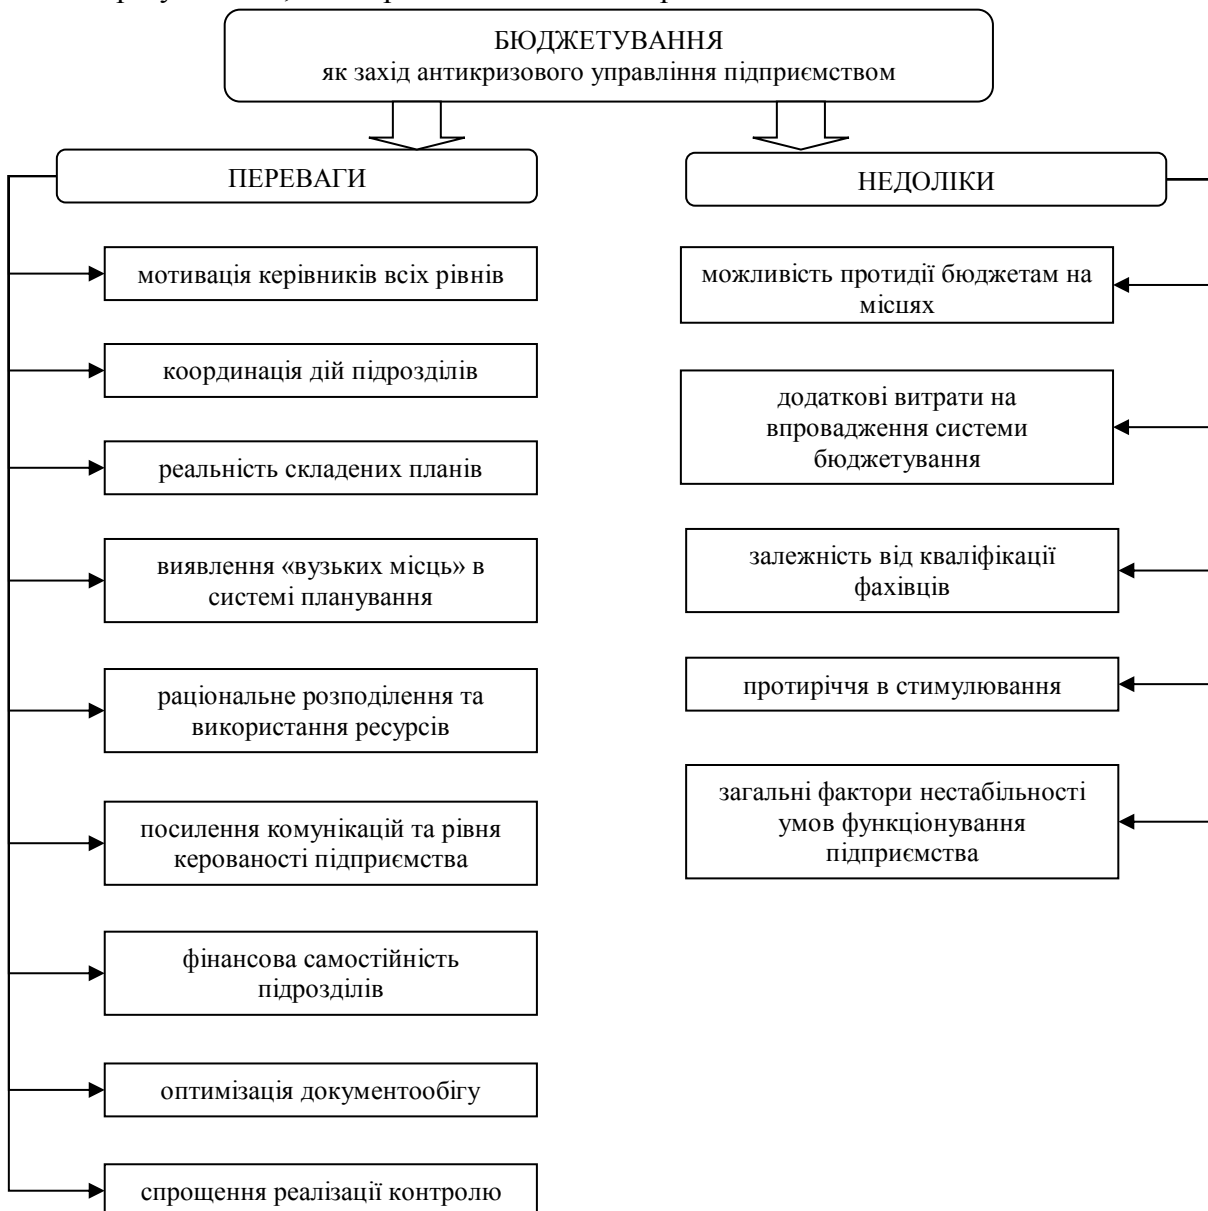 БЮДЖЕТУВАННЯ
як захід антикризового управління підприємством
ПЕРЕВАГИ
мотивація керівників всіх рівнів
координація дій підрозділів
реальність складених планів
виявлення «вузьких місць» в
системі планування
раціональне розподілення та
використання ресурсів
посилення комунікацій та рівня
керованості підприємства
фінансова самостійність
підрозділів
оптимізація документообігу
спрощення реалізації контролю
НЕДОЛІКИ
можливість протидії бюджетам на
місцях
додаткові витрати на
впровадження системи
бюджетування
залежність від кваліфікації
фахівців
протиріччя в стимулювання
загальні фактори нестабільності
умов функціонування
підприємства